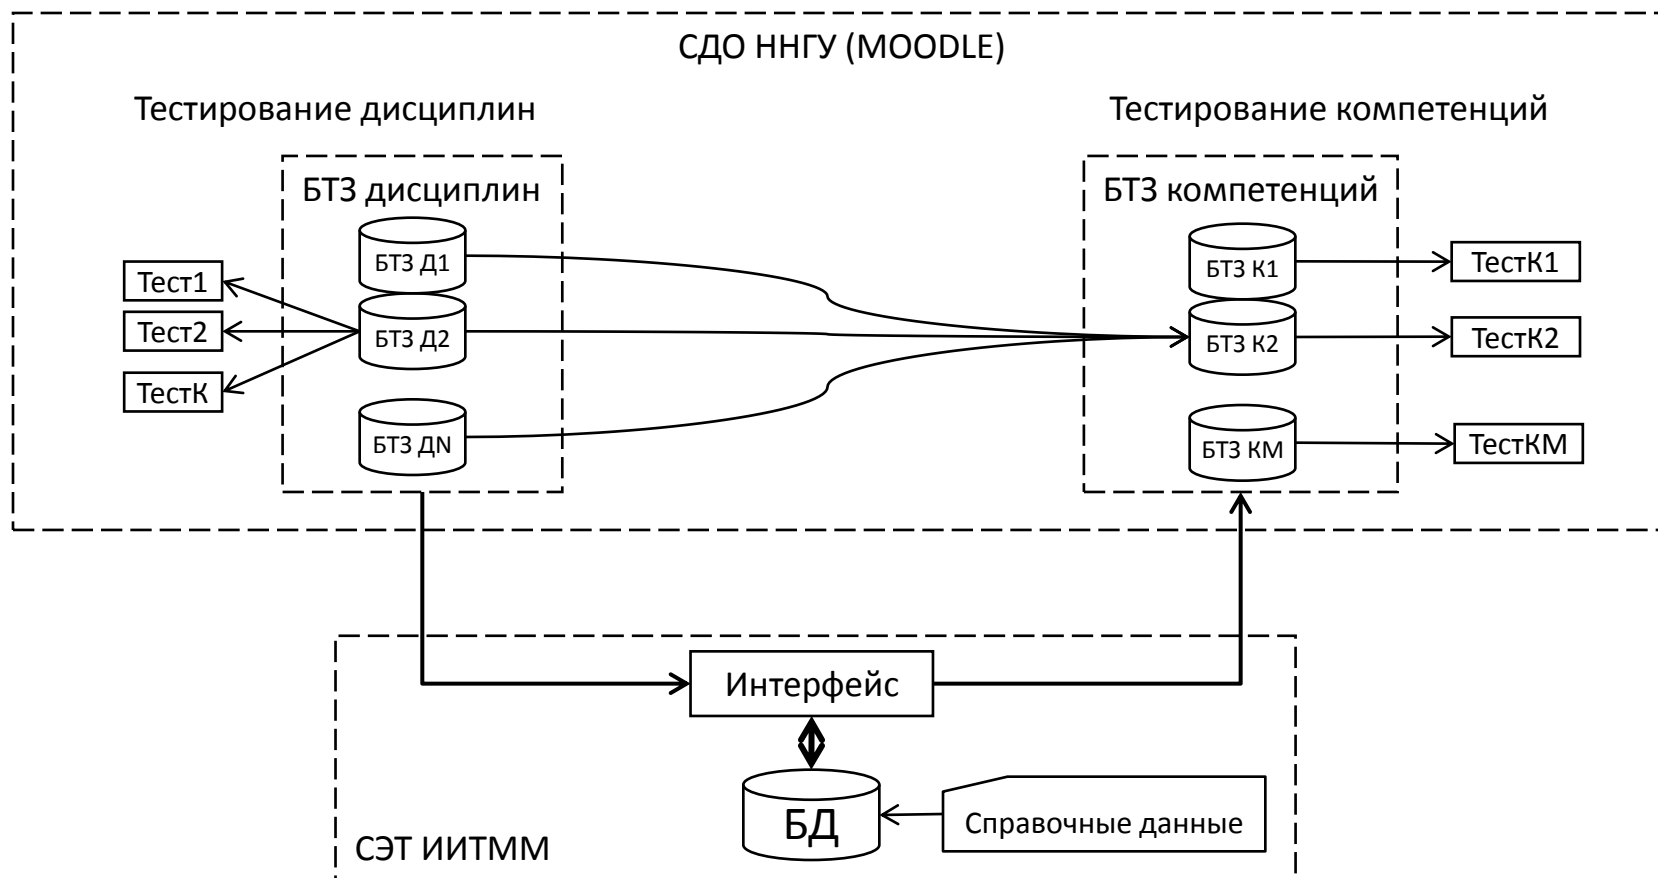 СДО ННГУ (MOODLE)
Тестирование дисциплин
Тестирование компетенций
БТЗ дисциплин
БТЗ компетенций
БТЗ Д1
БТЗ К1
ТестК1
Тест1
Тест2
БТЗ Д2
БТЗ К2
ТестК2
ТестК
БТЗ ДN
БТЗ КМ
ТестКМ
Интерфейс
БД
Справочные данные
СЭТ ИИТММ